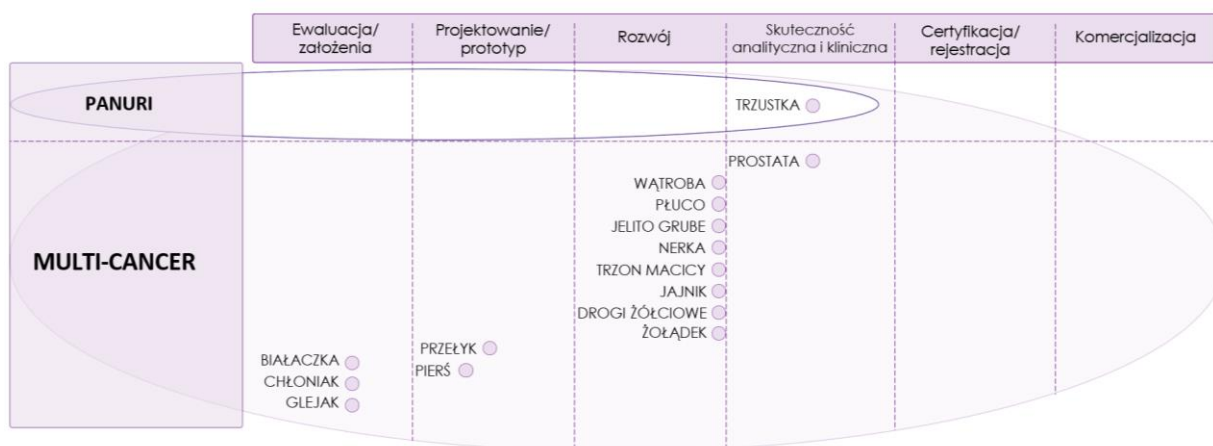 Ewaluacja/
założenia
Projektowanie/
prototyp
Rozwój
Skuteczność
analityczna i kliniczna
Certyfikacja/
rejestracja
Komercjalizacja
PANURI
TRZUSTKA
MULTI-CANCER
PROSTATA
WĄTROBA
PŁUCO
JELITO GRUBE
NERKA
TRZON MACICY
JAJNIK
DROGI ŻÓŁCIOWE
ŻOŁĄDEK
PRZEŁYK
PIERŚ
BIAŁACZKA
CHŁONIAK
GLEJAK